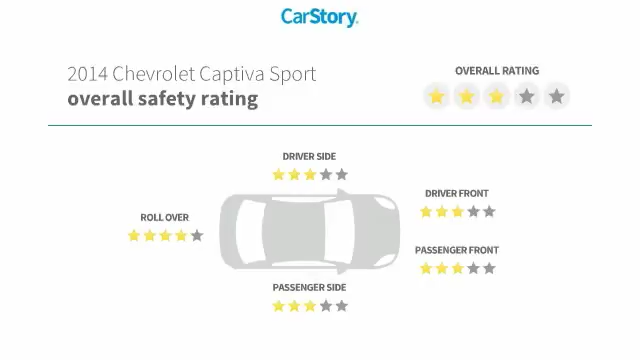 CarStory.
2014 Chevrolet Captiva Sport
overall safety rating
OVERALL RATING
DRIVER SIDE
DRIVER FRONT
ROLL OVER
PASSENGER FRONT
PASSENGER SIDE